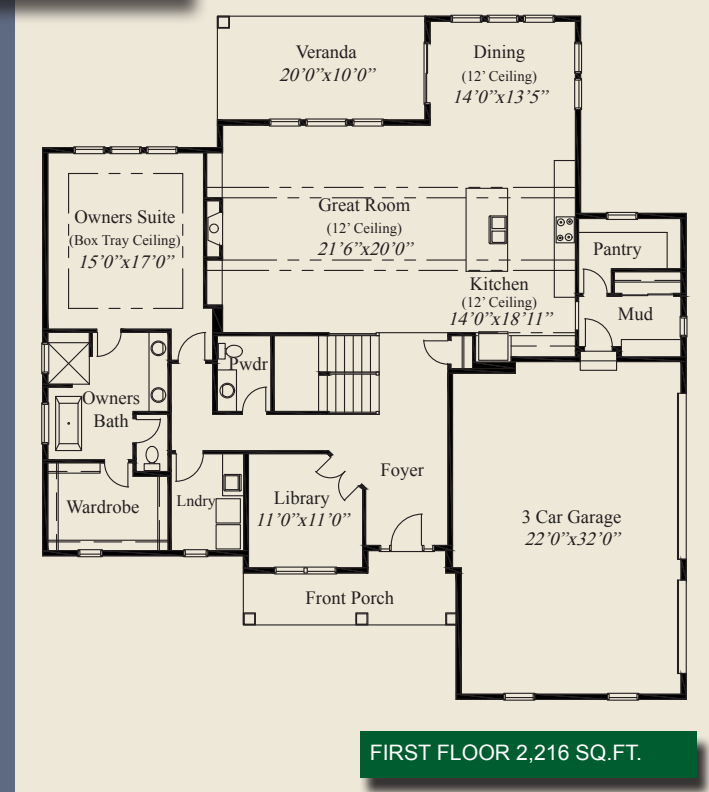 Veranda
20’0”x10’0”
Dining
(12’ Ceiling)
14’0”x13’5”
Owners Suite
(Box Tray Ceiling)
15’0”x17’0”
Great Room
(12’ Ceiling)
21’6”x20’0”
Kitchen
(12’ Ceiling)
14’0”x18’11”
Pantry
Mud
Pwdr
Owners
Bath
Wardrobe
Lndry
Library
11’0”x11’0”
Foyer
3 Car Garage
22’0”x32’0”
Front Porch
FIRST FLOOR 2,216 SQ.FT.